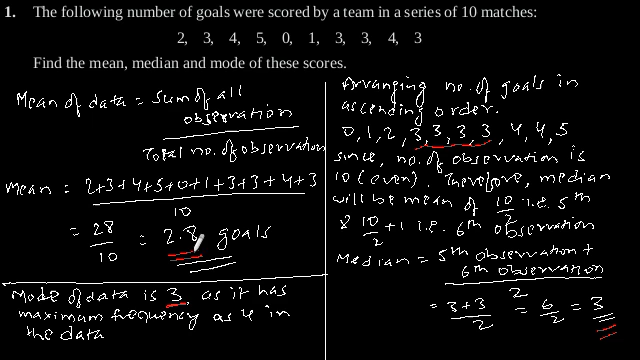 1. The following number of goals were scored by a team in a series of 10 matches:
2, 3, 4, 5, 0, 1, 3, 3, 4, 3
Find the mean, median and mode of these scores.
Mean of data = Sum of all
observation
Total no. of observation
Mean = 2+3+4+5+0+1+3+3+4+3
10
= 28 = 2.8 goals
10
Mode of data is 3, as it has
maximum frequency as 4 in
the data
Arranging no. of goals in
ascending order.
0, 1, 2, 3, 3, 3, 3, 4, 4, 5
since, no. of observation is
10 (even). Therefore, median
will be mean of 10/2 i.e. 5th
& 10/2 + 1 i.e. 6th observation
Median = 5th observation +
6th observation
2
= 3+3/2 = 6/2 = 3